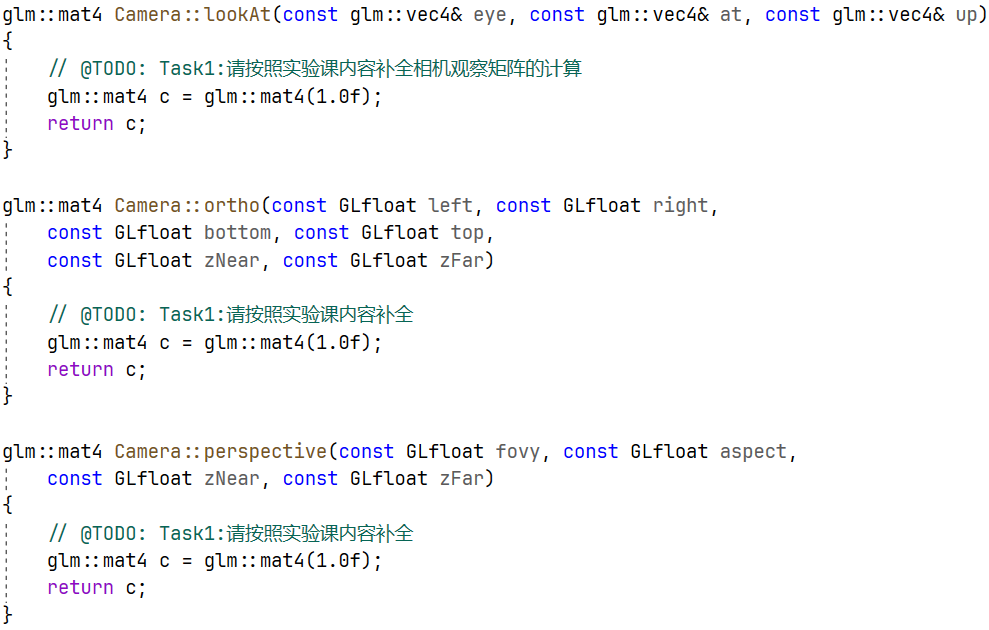 glm::mat4 Camera::lookAt(const glm::vec4& eye, const glm::vec4& at, const glm::vec4& up)
{
    // @TODO: Task1:请按照实验课内容补全相机观察矩阵的计算
    glm::mat4 c = glm::mat4(1.0f);
    return c;
}

glm::mat4 Camera::ortho(const GLfloat left, const GLfloat right,
    const GLfloat bottom, const GLfloat top,
    const GLfloat zNear, const GLfloat zFar)
{
    // @TODO: Task1:请按照实验课内容补全
    glm::mat4 c = glm::mat4(1.0f);
    return c;
}

glm::mat4 Camera::perspective(const GLfloat fovy, const GLfloat aspect,
    const GLfloat zNear, const GLfloat zFar)
{
    // @TODO: Task1:请按照实验课内容补全
    glm::mat4 c = glm::mat4(1.0f);
    return c;
}